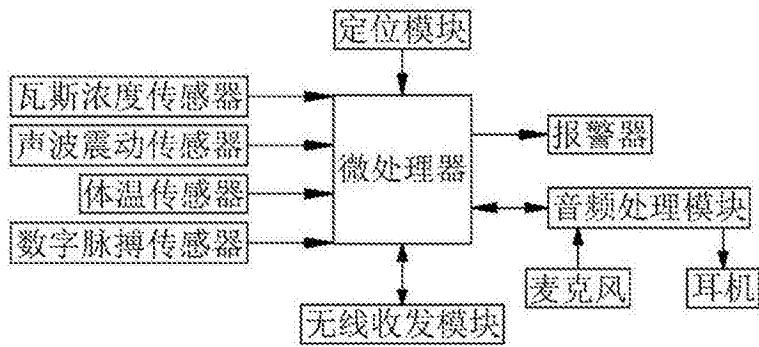 定位模块
瓦斯浓度传感器
声波震动传感器
体温传感器
数字脉搏传感器
微处理器
报警器
音频处理模块
麦克风
耳机
无线收发模块